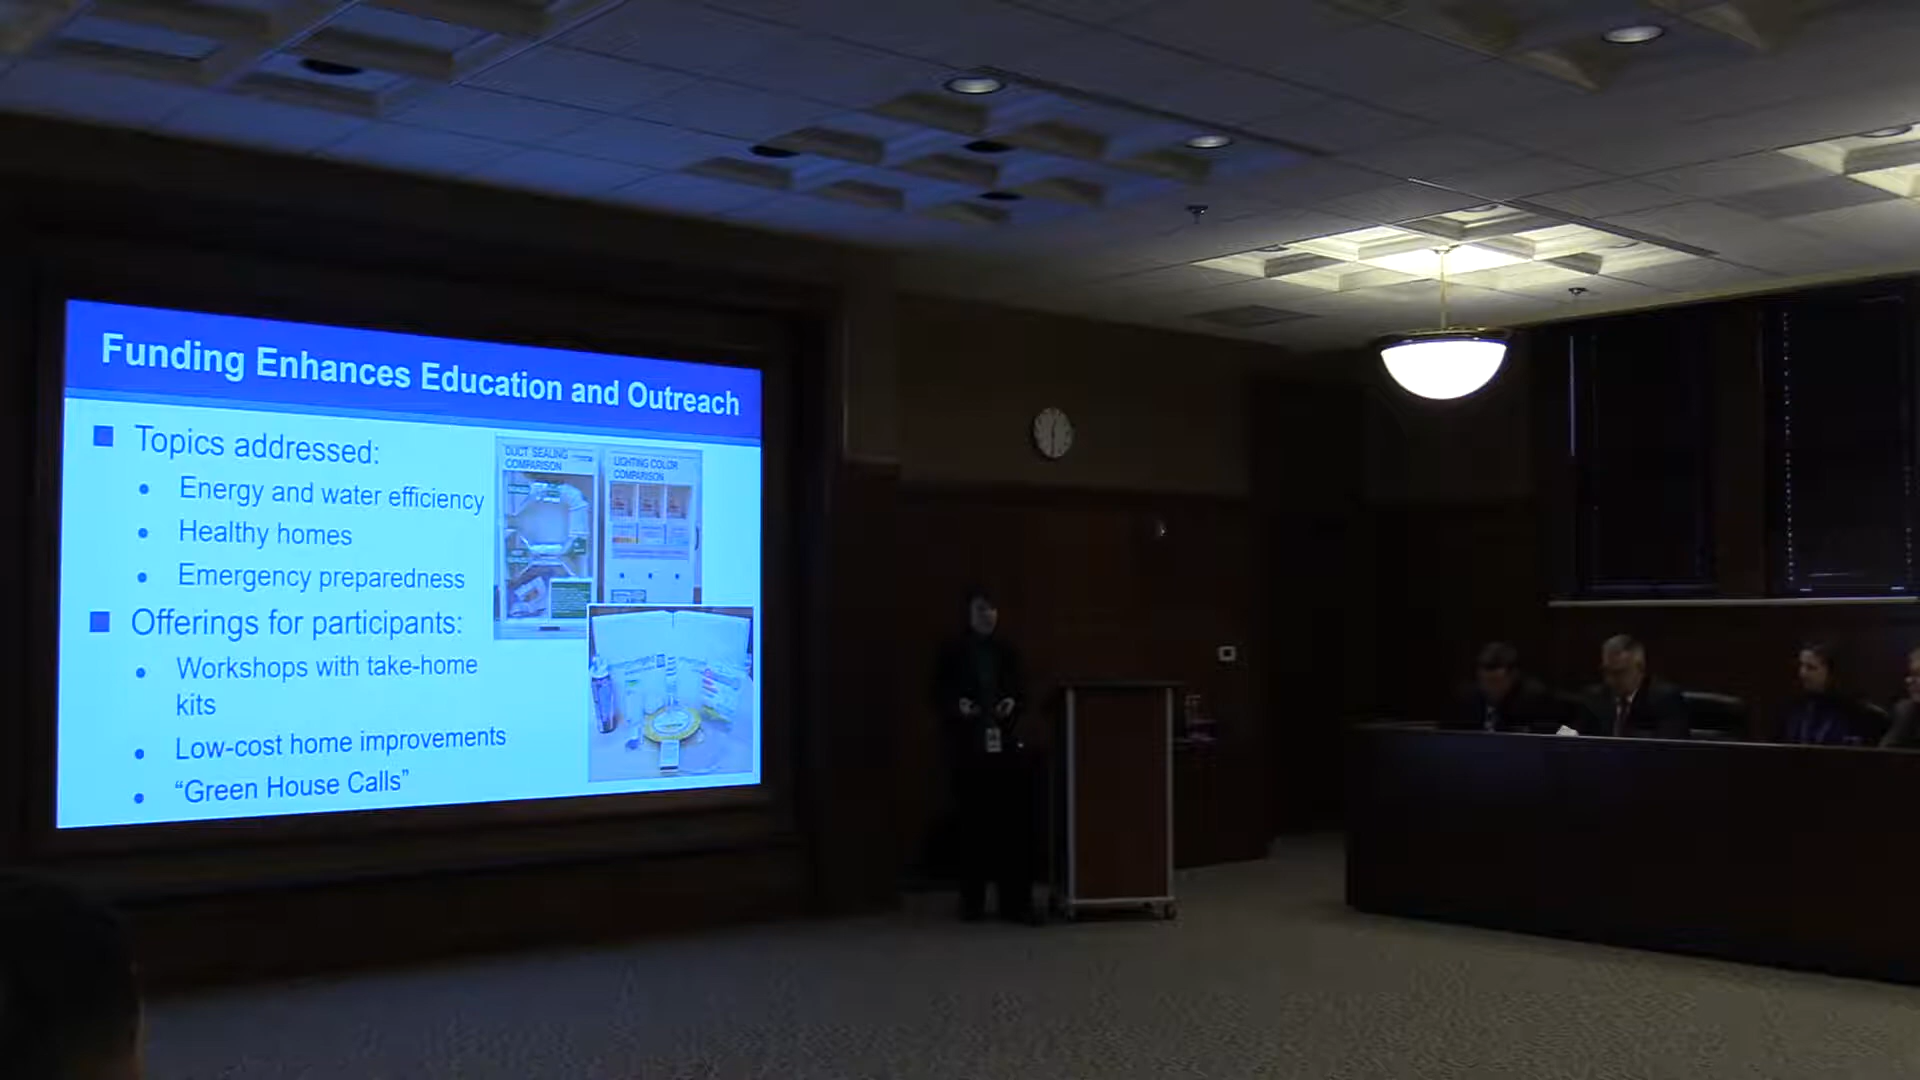 Funding Enhances Education and Outreach
Topics addressed:
Energy and water efficiency
Healthy homes
Emergency preparedness
Offerings for participants:
Workshops with take-home
kits
Low-cost home improvements
“Green House Calls”
DUCT SEALING
COMPARISON
LIGHTING COLOR
COMPARISON